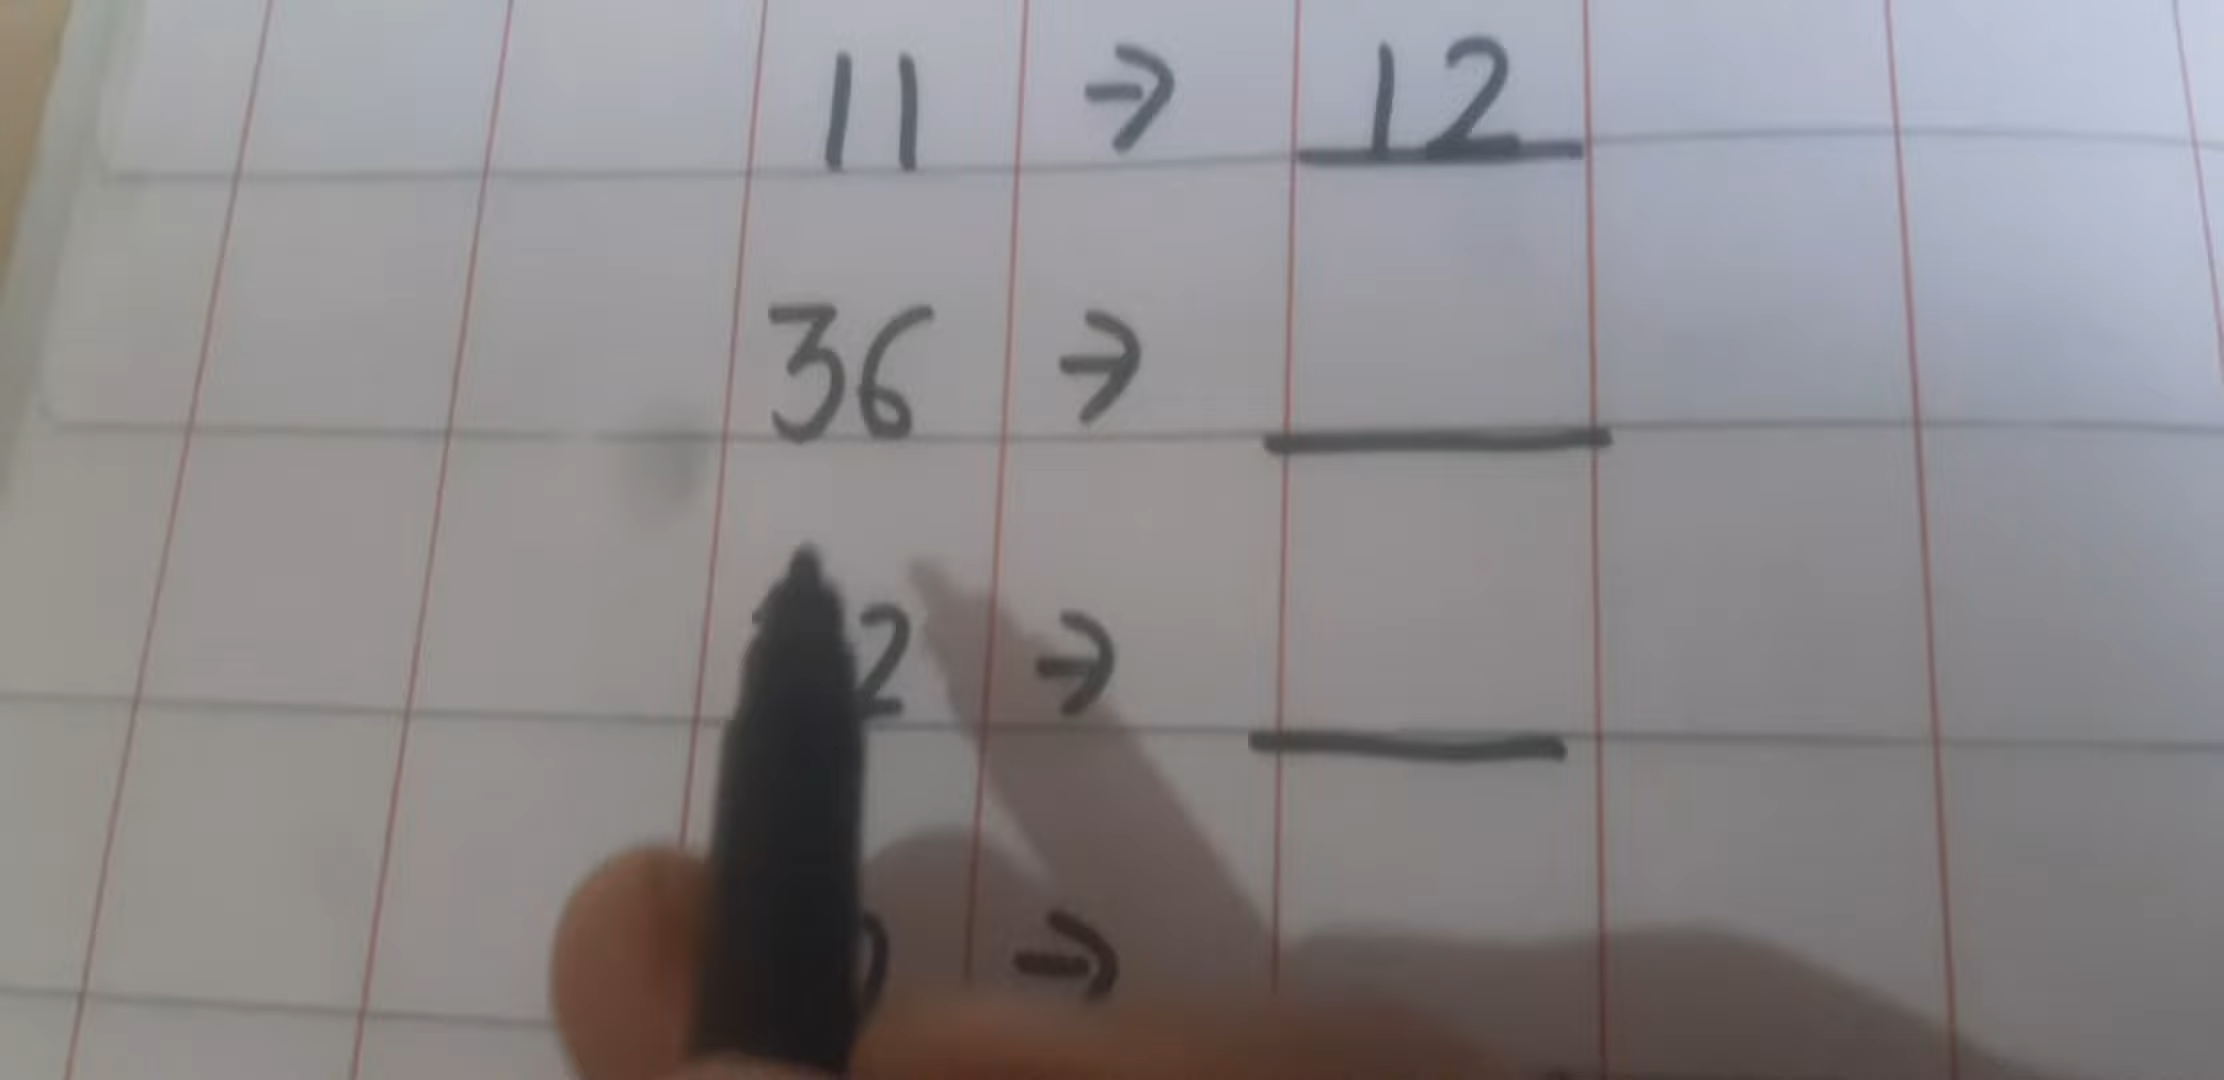 11 → 12
36 →
2 →
→